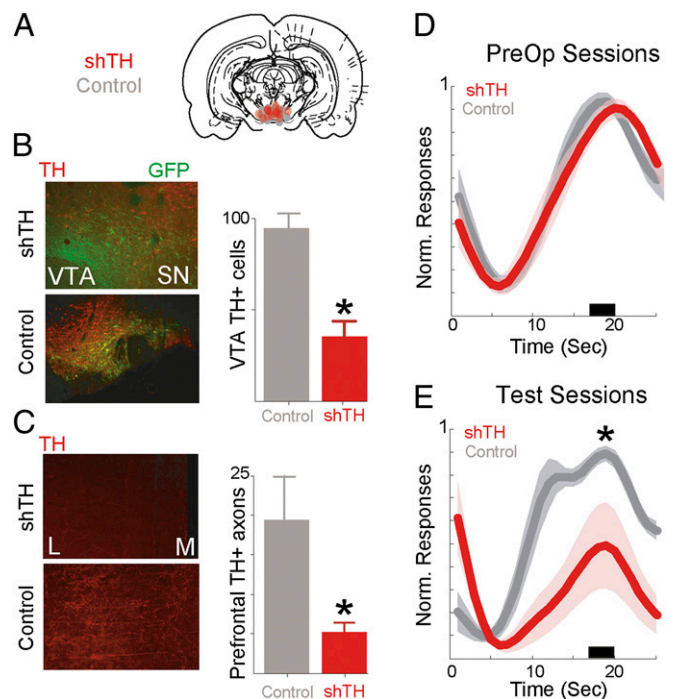 A
shTH
Control
B
TH GFP
shTH
VTA SN
Control
100
VTA TH+ cells
*
Control shTH
C
TH
shTH
L M
Control
25
Prefrontal TH+ axons
*
Control shTH
D
PreOp Sessions
1
shTH
Control
Norm. Responses
0 10 20
Time (Sec)
E
Test Sessions
1
shTH
Control
*
Norm. Responses
0 10 20
Time (Sec)